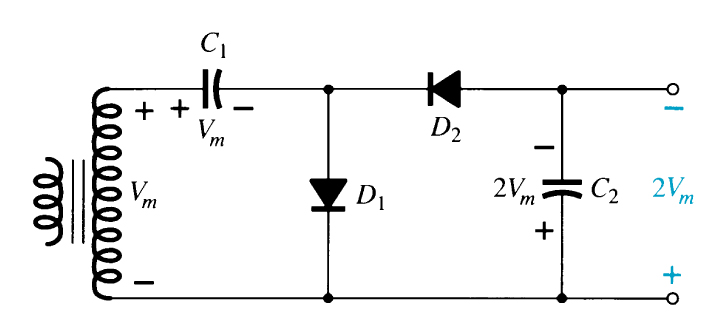 C₁
+ + −
Vₘ
D₂
−
−
Vₘ
D₁
2Vₘ
C₂
2Vₘ
+
+
−